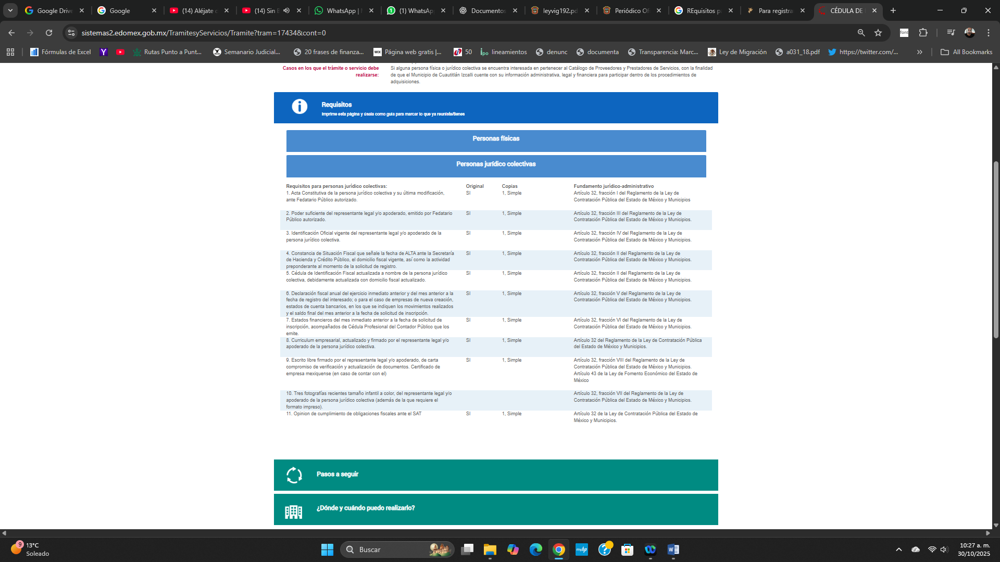 Google Drive
Google
(14) Aléjate
(14) Sin
WhatsApp |
(1) WhatsAp
Documentos
leyvig192.pd
Periódico Of
REquisitos p
Para registra
CÉDULA DE
sistemas2.edomex.gob.mx/TramitesyServicios/Tramite?tram=17434&cont=0
font
Fórmulas de Excel
Rutas Punto a Punt...
Semanario Judicial...
20 frases de finanza...
WIX
Página web gratis |...
50
ipo
lineamientos
denunc
documenta
Transparencia: Marc...
Ley de Migración
a031_18.pdf
https://twitter.com/...
All Bookmarks
Casos en los que el trámite o servicio debe
realizarse:
Si alguna persona física o jurídico colectiva se encuentra interesada en pertenecer al Catálogo de Proveedores y Prestadores de Servicios, con la finalidad
de que el Municipio de Cuautitlán Izcalli cuente con su información administrativa, legal y financiera para participar dentro de los procedimientos de
adquisiciones.
Requisitos
Imprime esta página y úsala como guía para marcar lo que ya reuniste/tienes
Personas físicas
Personas jurídico colectivas
Requisitos para personas jurídico colectivas: Original Copias Fundamento jurídico-administrativo
1. Acta Constitutiva de la persona jurídico colectiva y su última modificación, SI 1, Simple Artículo 32, fracción I del Reglamento de la Ley de
ante Fedatario Público autorizado. Contratación Pública del Estado de México y Municipios
2. Poder suficiente del representante legal y/o apoderado, emitido por Fedatario SI 1, Simple Artículo 32, fracción III del Reglamento de la Ley de
Público autorizado. Contratación Pública del Estado de México y Municipios.
3. Identificación Oficial vigente del representante legal y/o apoderado de la SI 1, Simple Artículo 32, fracción IV del Reglamento de la Ley de
persona jurídico colectiva. Contratación Pública del Estado de México y Municipios.
4. Constancia de Situación Fiscal que señale la fecha de ALTA ante la Secretaría SI 1, Simple Artículo 32, fracción II del Reglamento de la Ley de
de Hacienda y Crédito Público, el domicilio fiscal vigente, así como la actividad Contratación Pública del Estado de México y Municipios.
preponderante al momento de la solicitud de registro.
5. Cédula de Identificación Fiscal actualizada a nombre de la persona jurídico SI 1, Simple Artículo 32, fracción II del Reglamento de la Ley de
colectiva, debidamente actualizada con domicilio fiscal actualizado. Contratación Pública del Estado de México y Municipios.
6. Declaración fiscal anual del ejercicio inmediato anterior y del mes anterior a la SI 1, Simple Artículo 32, fracción V del Reglamento de la Ley de
fecha de registro del interesado; o para el caso de empresas de nueva creación, Contratación Pública del Estado de México y Municipios.
estados de cuenta bancarios, en los que se indiquen los movimientos realizados
y el saldo final del mes anterior a la fecha de solicitud de inscripción.
7. Estados financieros del mes inmediato anterior a la fecha de solicitud de SI 1, Simple Artículo 32, fracción VI del Reglamento de la Ley de
inscripción, acompañados de Cédula Profesional del Contador Público que los Contratación Pública del Estado de México y Municipios.
emite.
8. Curriculum empresarial, actualizado y firmado por el representante legal y/o SI 1, Simple Artículo 32 del Reglamento de la Ley de Contratación Pública
apoderado de la persona jurídico colectiva. del Estado de México y Municipios.
9. Escrito libre firmado por el representante legal y/o apoderado, de carta SI 1, Simple Artículo 32, fracción VIII del Reglamento de la Ley de
compromiso de verificación y actualización de documentos. Certificado de Contratación Pública del Estado de México y Municipios.
empresa mexiquense (en caso de contar con el) Artículo 43 de la Ley de Fomento Económico del Estado de
México
10. Tres fotografías recientes tamaño infantil a color, del representante legal y/o Artículo 32, fracción VII del Reglamento de la Ley de
apoderado de la persona jurídico colectiva (además de la que requiere el Contratación Pública del Estado de México y Municipios.
formato impreso).
11. Opinion de cumplimiento de obligaciones fiscales ante el SAT SI 1, Simple Artículo 32 de la Ley de Contratación Pública del Estado de
México y Municipios.
Pasos a seguir
¿Dónde y cuándo puedo realizarlo?
9
13°C
Soleado
Buscar
myhp
10:27 a. m.
30/10/2025